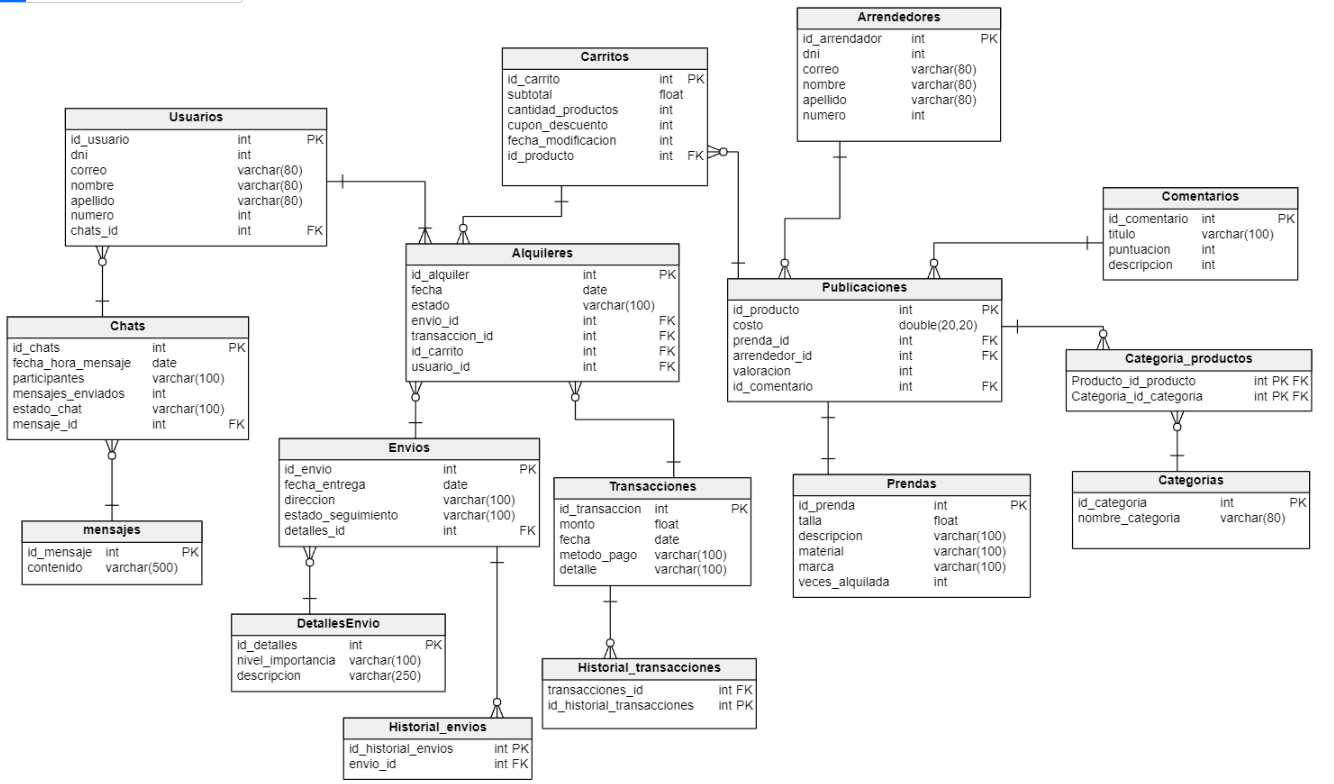 Arrendedores
id_arrendador int PK
dni int
correo varchar(80)
nombre varchar(80)
apellido varchar(80)
numero int
Carritos
id_carrito int PK
subtotal float
cantidad_productos int
cupon_descuento int
fecha_modificacion int
id_producto int FK
Usuarios
id_usuario int PK
dni int
correo varchar(80)
nombre varchar(80)
apellido varchar(80)
numero int
chats_id int FK
Comentarios
id_comentario int PK
titulo varchar(100)
puntuacion int
descripcion int
Alquileres
id_alquiler int PK
fecha date
estado varchar(100)
envio_id int FK
transaccion_id int FK
id_carrito int FK
usuario_id int FK
Publicaciones
id_producto int PK
costo double(20,20)
prenda_id int FK
arrendedor_id int FK
valoracion int
id_comentario int FK
Chats
id_chats int PK
fecha_hora_mensaje date
participantes varchar(100)
mensajes_enviados int
estado_chat varchar(100)
mensaje_id int FK
Categoria_productos
Producto_id_producto int PK FK
Categoria_id_categoria int PK FK
Envios
id_envio int PK
fecha_entrega date
direccion varchar(100)
estado_seguimiento varchar(100)
detalles_id int FK
Transacciones
id_transaccion int PK
monto float
fecha date
metodo_pago varchar(100)
detalle varchar(100)
Prendas
id_prenda int PK
talla float
descripcion varchar(100)
material varchar(100)
marca varchar(100)
veces_alquilada int
Categorias
id_categoria int PK
nombre_categoria varchar(80)
mensajes
id_mensaje int PK
contenido varchar(500)
DetallesEnvio
id_detalles int PK
nivel_importancia varchar(100)
descripcion varchar(250)
Historial_transacciones
transacciones_id int FK
id_historial_transacciones int PK
Historial_envios
id_historial_envios int PK
envio_id int FK